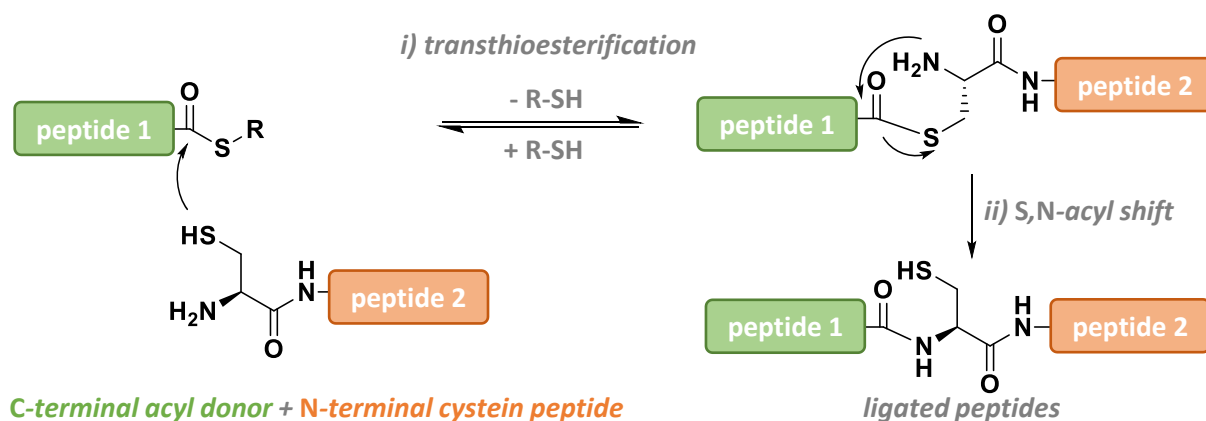 i) transthioesterification
- R-SH
+ R-SH
peptide 1
O
S
R
HS
H2N
O
H
N
peptide 2
C-terminal acyl donor + N-terminal cystein peptide
peptide 1
O
S
H2N
O
N
H
peptide 2
ii) S,N-acyl shift
peptide 1
O
N
H
HS
O
H
N
peptide 2
ligated peptides